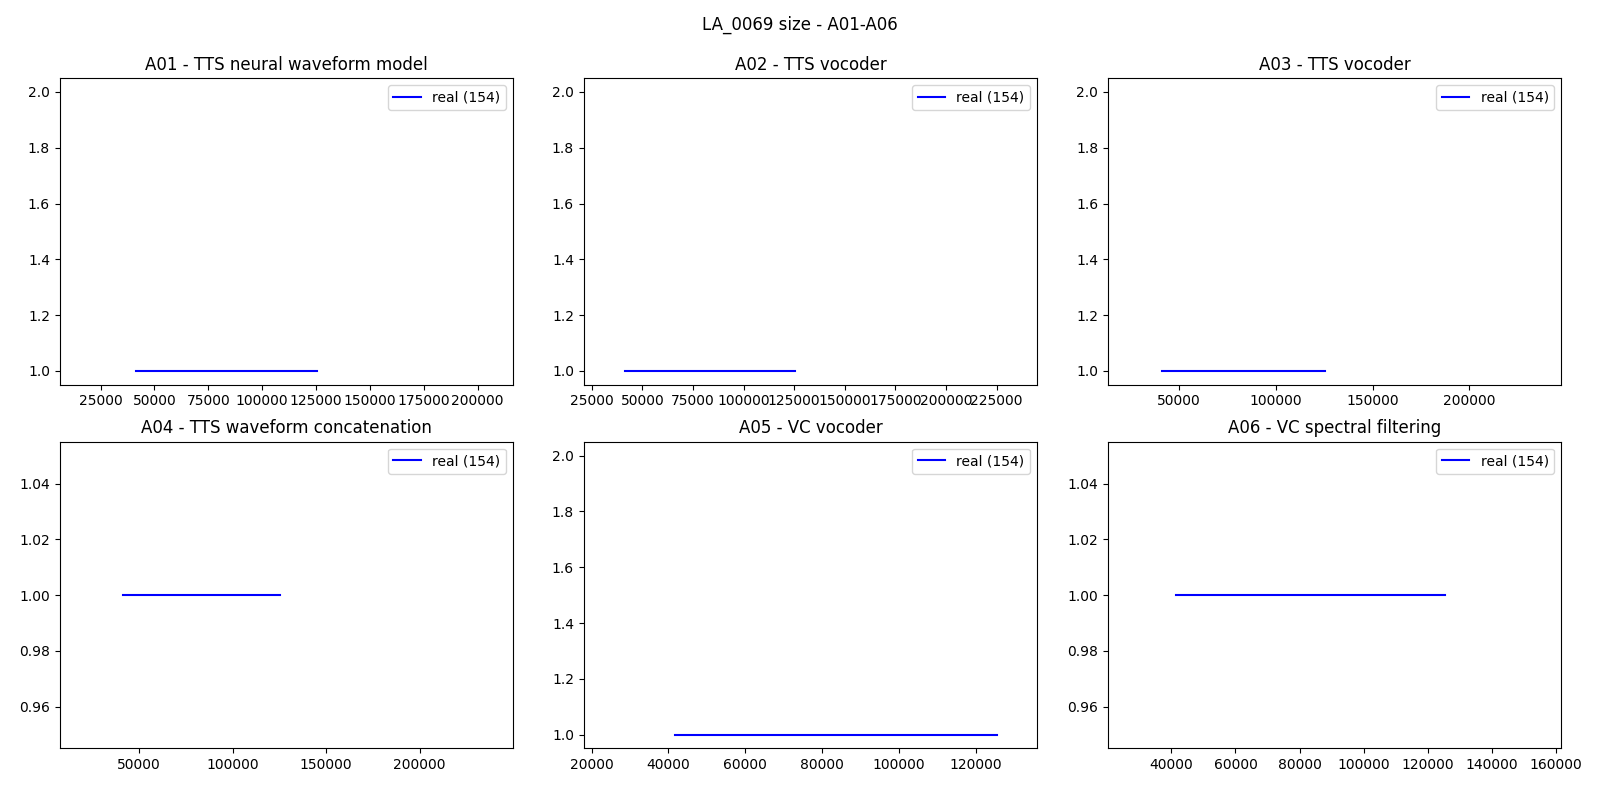 LA_0069 size - A01-A06
A01 - TTS neural waveform model
real (154)
2.0
1.8
1.6
1.4
1.2
1.0
25000 50000 75000 100000 125000 150000 175000 200000
A02 - TTS vocoder
real (154)
2.0
1.8
1.6
1.4
1.2
1.0
25000 50000 75000 100000 125000 150000 175000 200000 225000
A03 - TTS vocoder
real (154)
2.0
1.8
1.6
1.4
1.2
1.0
50000 100000 150000 200000
A04 - TTS waveform concatenation
real (154)
1.04
1.02
1.00
0.98
0.96
50000 100000 150000 200000
A05 - VC vocoder
real (154)
2.0
1.8
1.6
1.4
1.2
1.0
20000 40000 60000 80000 100000 120000
A06 - VC spectral filtering
real (154)
1.04
1.02
1.00
0.98
0.96
40000 60000 80000 100000 120000 140000 160000